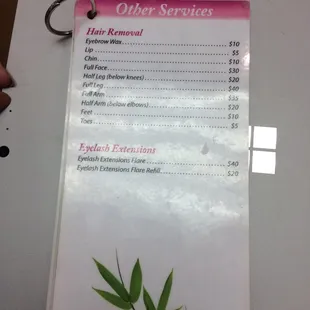 Other Services
Hair Removal
Eyebrow Wax $10
Lip $5
Chin $10
Full Face $30
Half Leg (below knees) $20
Full Leg $40
Full Arm $35
Half Arm (below elbows) $20
Feet $10
Toes $5
Eyelash Extensions
Eyelash Extensions Flare $40
Eyelash Extensions Flare Refill $20